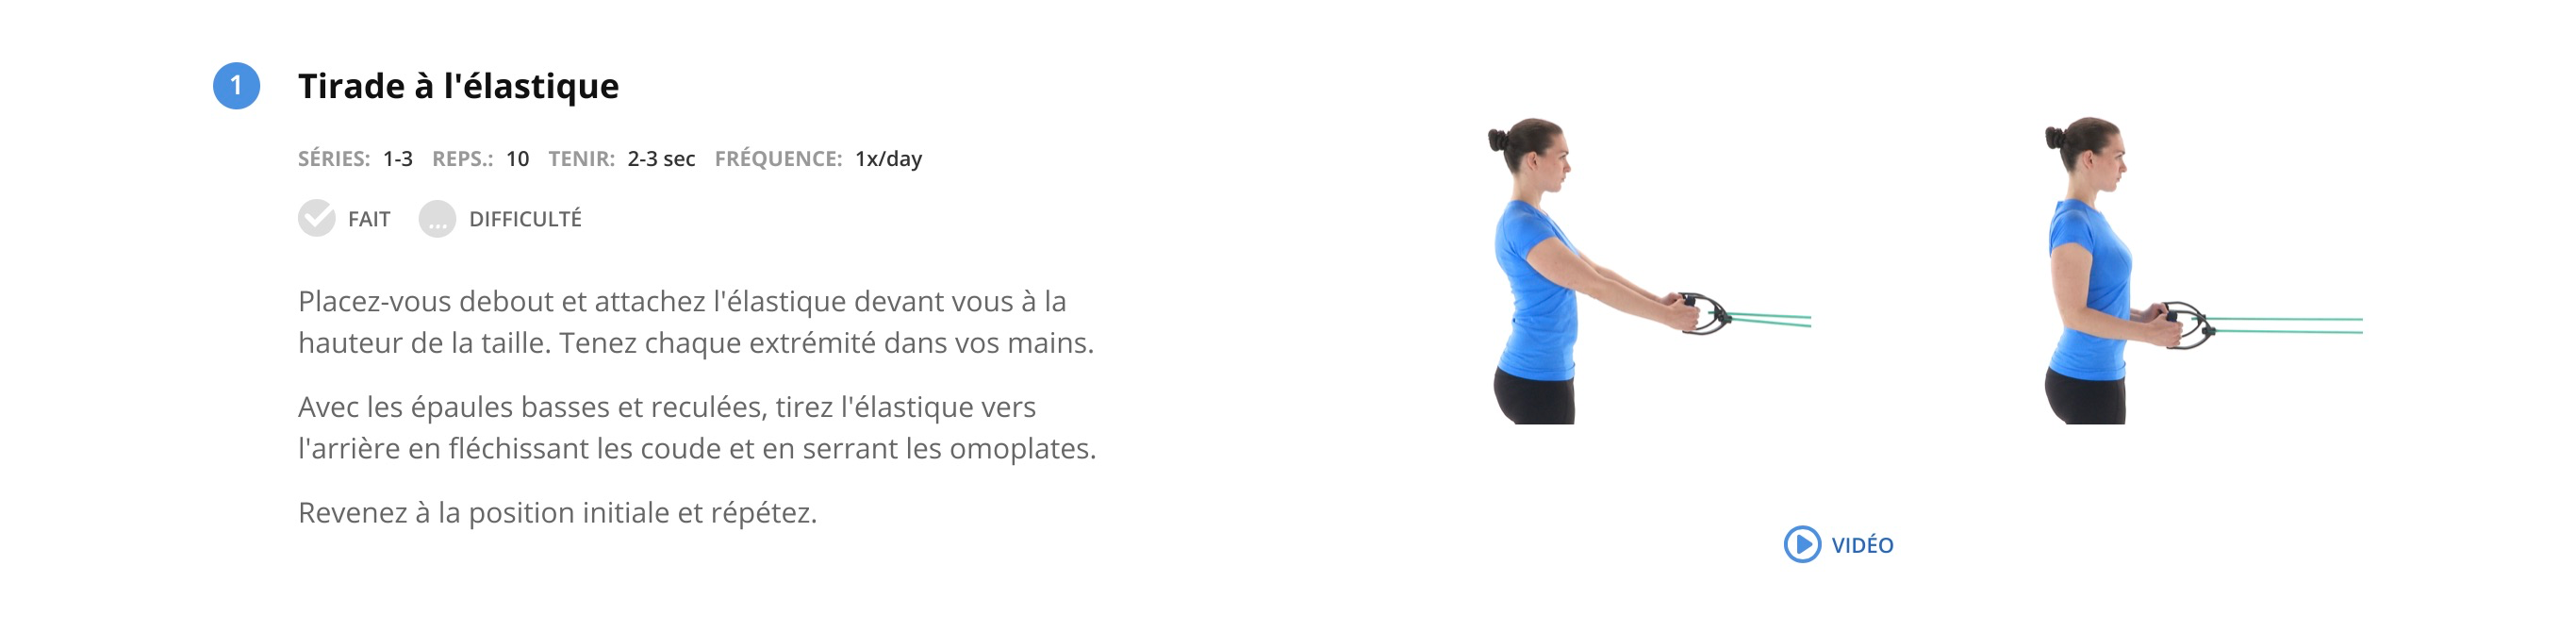 1 Tirade à l'élastique
SÉRIES: 1-3 REPS.: 10 TENIR: 2-3 sec FRÉQUENCE: 1x/day
FAIT ... DIFFICULTÉ
Placez-vous debout et attachez l'élastique devant vous à la
hauteur de la taille. Tenez chaque extrémité dans vos mains.
Avec les épaules basses et reculées, tirez l'élastique vers
l'arrière en fléchissant les coude et en serrant les omoplates.
Revenez à la position initiale et répétez.
VIDÉO